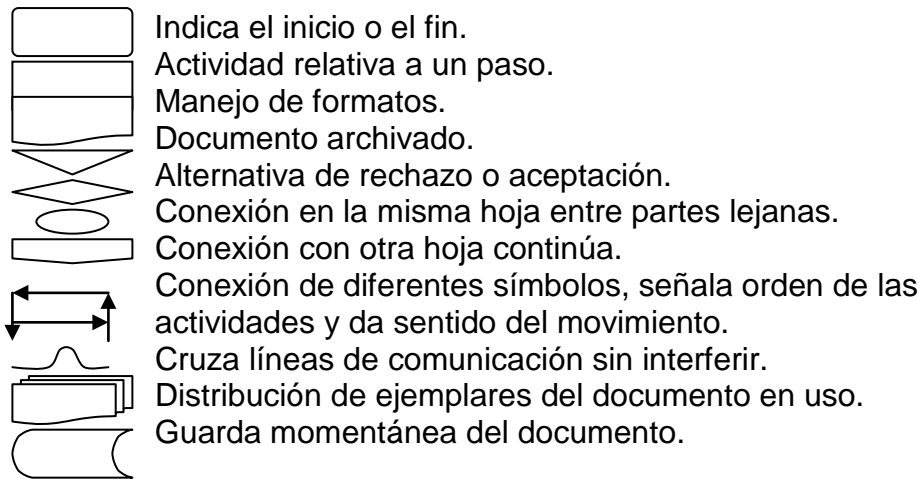 Indica el inicio o el fin.
Actividad relativa a un paso.
Manejo de formatos.
Documento archivado.
Alternativa de rechazo o aceptación.
Conexión en la misma hoja entre partes lejanas.
Conexión con otra hoja continúa.
Conexión de diferentes símbolos, señala orden de las
actividades y da sentido del movimiento.
Cruza líneas de comunicación sin interferir.
Distribución de ejemplares del documento en uso.
Guarda momentánea del documento.